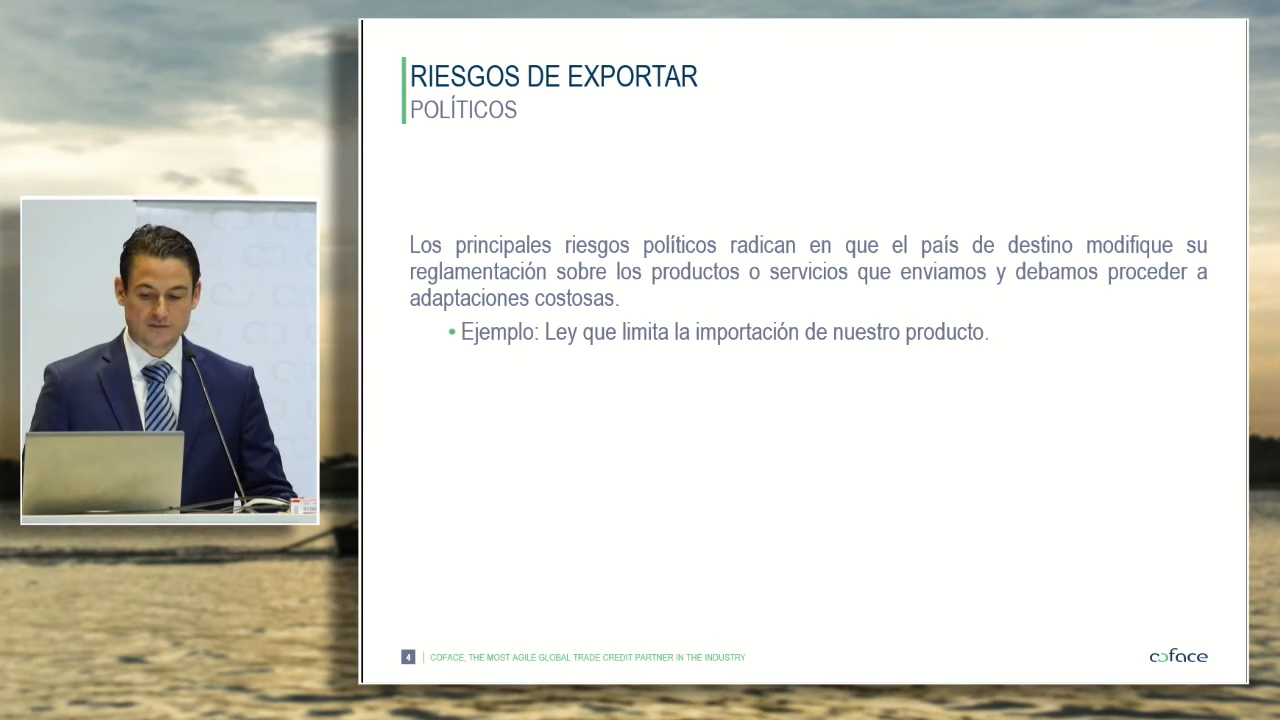 RIESGOS DE EXPORTAR
POLÍTICOS
Los principales riesgos políticos radican en que el país de destino modifique su
reglamentación sobre los productos o servicios que enviamos y debamos proceder a
adaptaciones costosas.
• Ejemplo: Ley que limita la importación de nuestro producto.
4 COFACE, THE MOST AGILE GLOBAL TRADE CREDIT PARTNER IN THE INDUSTRY
coface